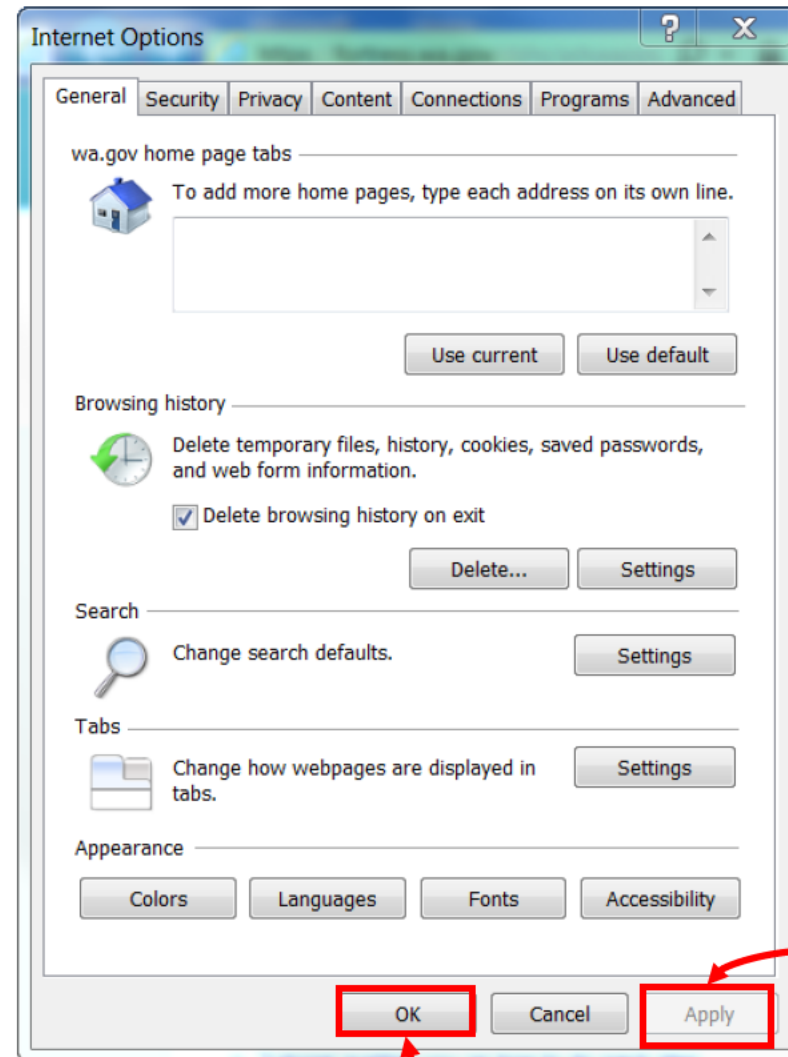 Internet Options
General Security Privacy Content Connections Programs Advanced
wa.gov home page tabs
To add more home pages, type each address on its own line.
Use current Use default
Browsing history
Delete temporary files, history, cookies, saved passwords,
and web form information.
Delete browsing history on exit
Delete... Settings
Search
Change search defaults. Settings
Tabs
Change how webpages are displayed in Settings
tabs.
Appearance
Colors Languages Fonts Accessibility
OK Cancel Apply